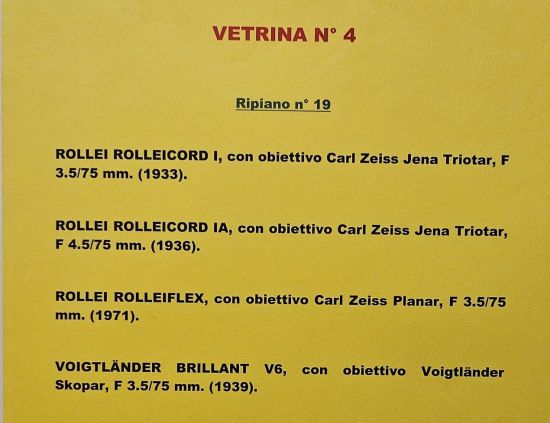 VETRINA N° 4
Ripiano n° 19
ROLLEI ROLLEICORD I, con obiettivo Carl Zeiss Jena Triotar, F
3.5/75 mm. (1933).
ROLLEI ROLLEICORD IA, con obiettivo Carl Zeiss Jena Triotar,
F 4.5/75 mm. (1936).
ROLLEI ROLLEIFLEX, con obiettivo Carl Zeiss Planar, F 3.5/75
mm. (1971).
VOIGTLÄNDER BRILLANT V6, con obiettivo Voigtländer
Skopar, F 3.5/75 mm. (1939).